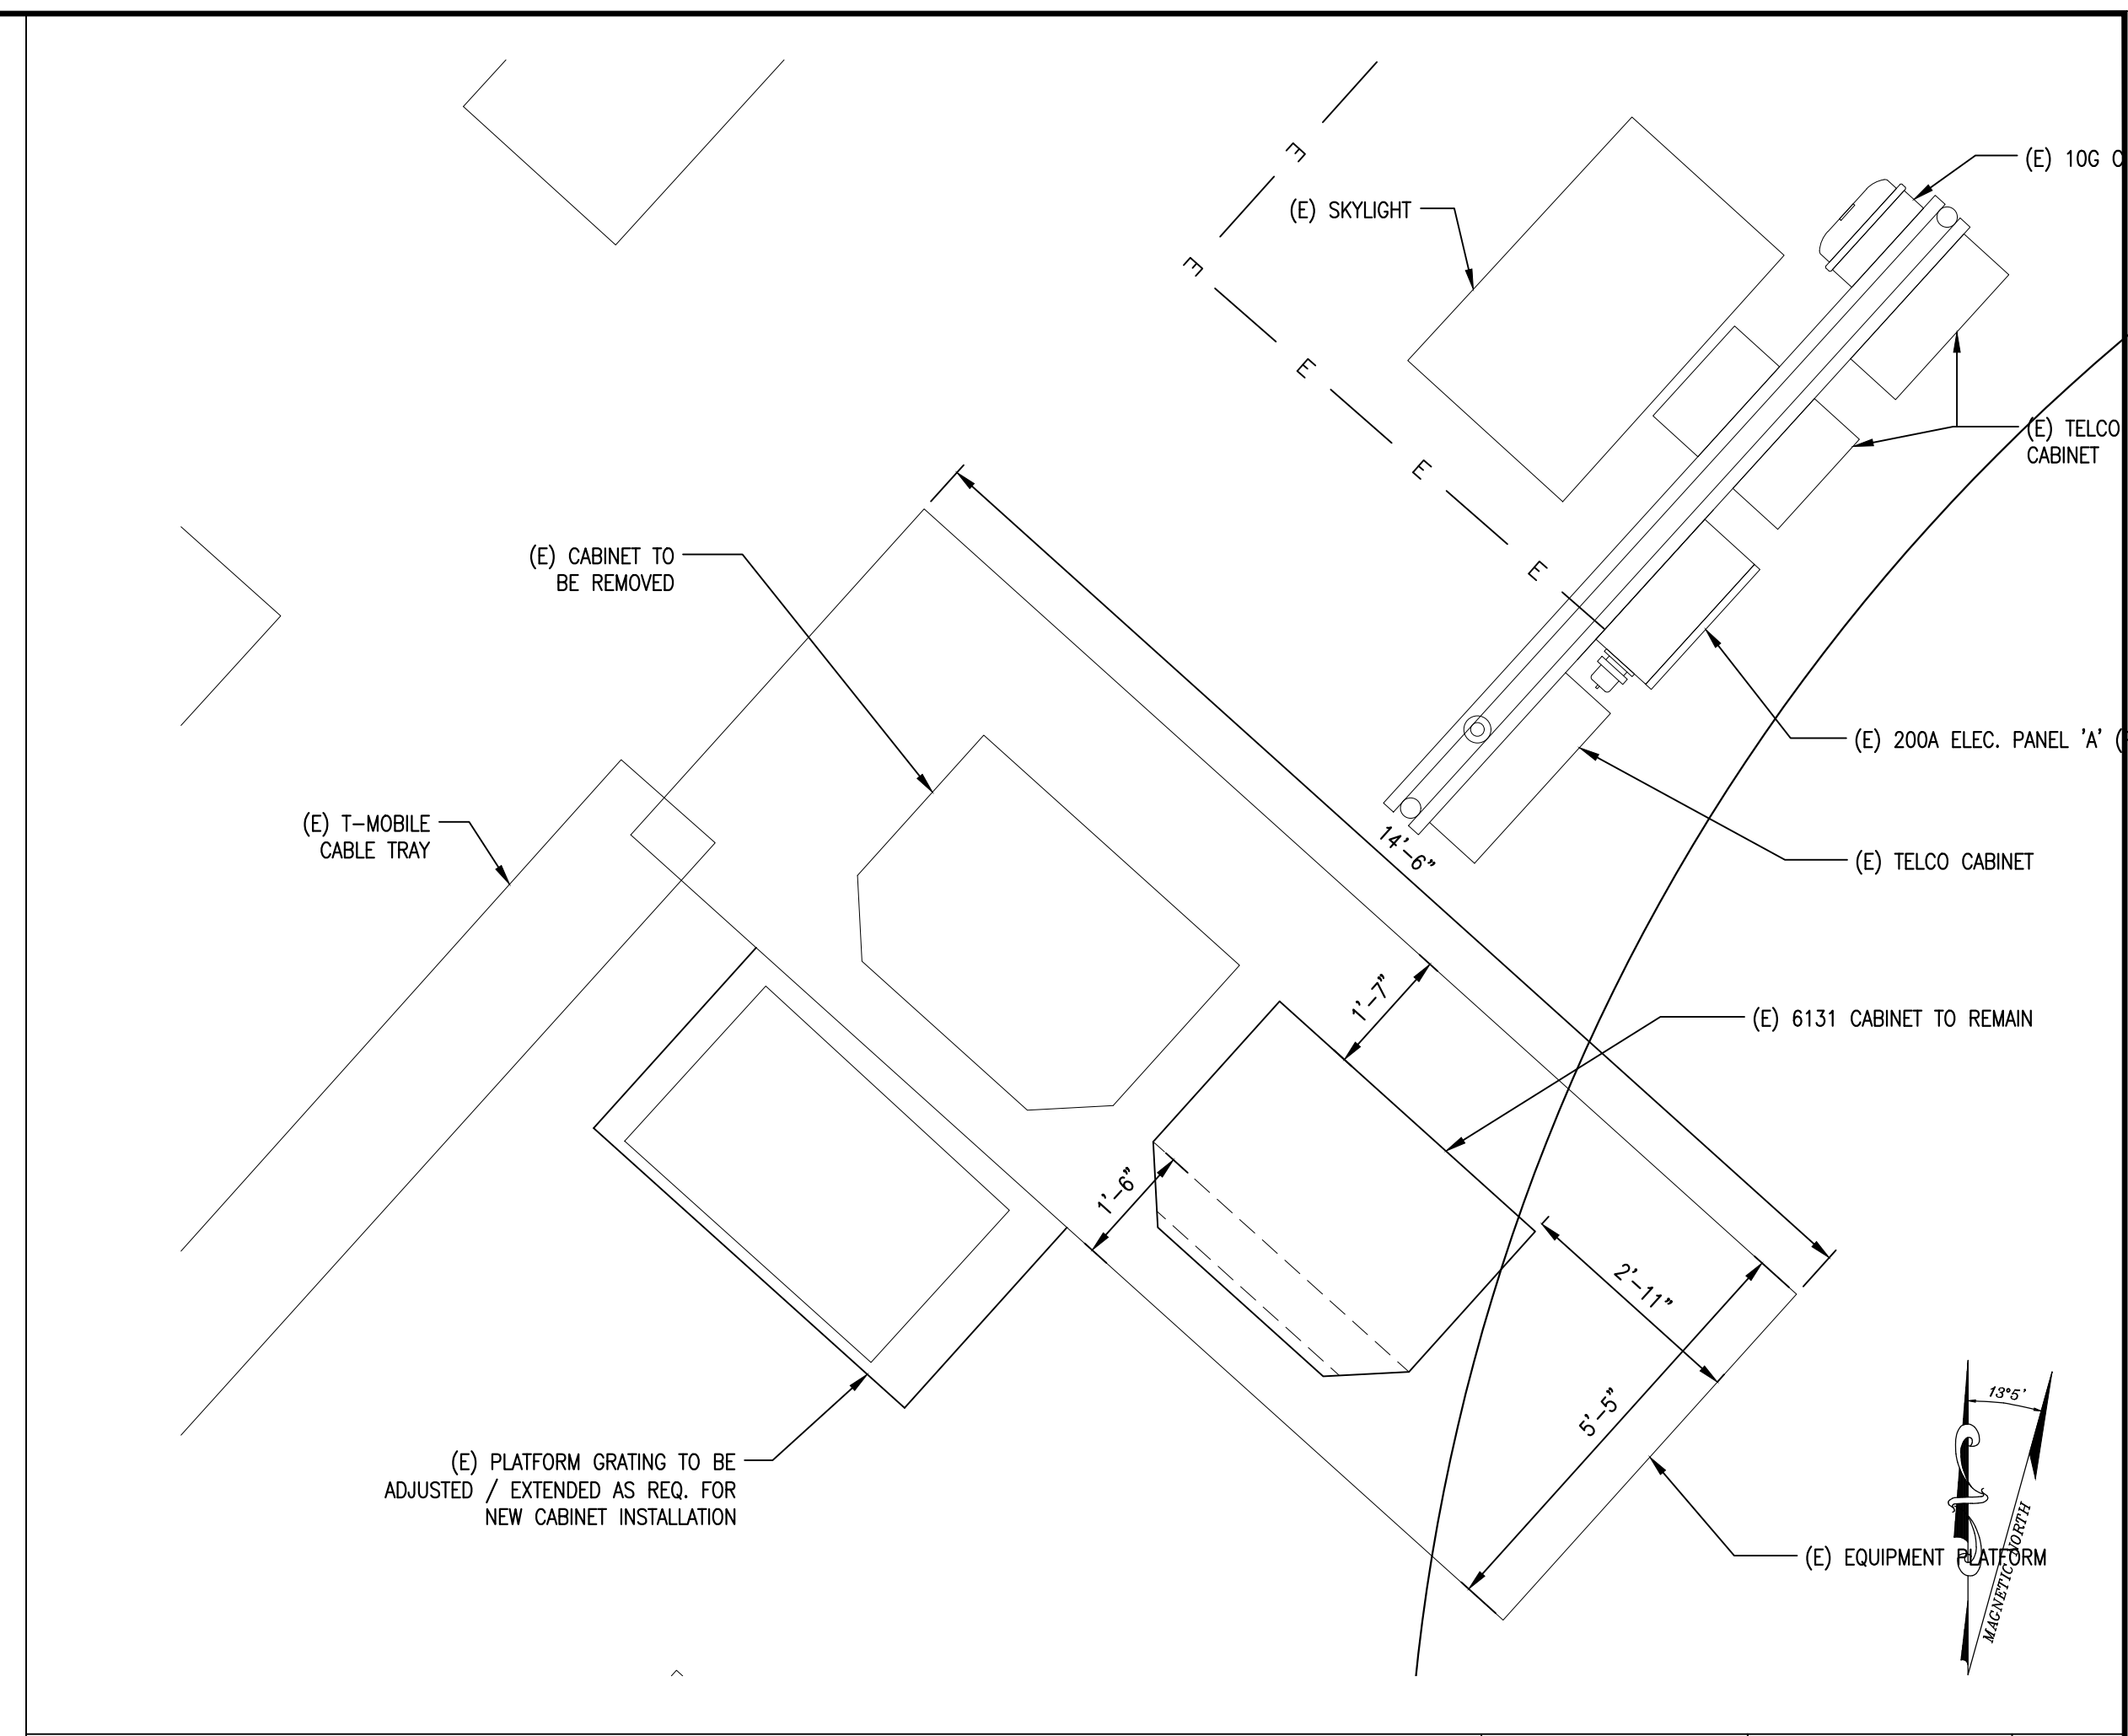 (E) 10G
E
(E) SKYLIGHT
E
E
(E) TELCO
CABINET
E
(E) CABINET TO
BE REMOVED
E
(E) 200A ELEC. PANEL 'A' (
(E) T-MOBILE
CABLE TRAY
14'-6"
(E) TELCO CABINET
1'-7"
(E) 6131 CABINET TO REMAIN
1'-6"
2'-11"
5'-5"
13°5'
(E) PLATFORM GRATING TO BE
ADJUSTED / EXTENDED AS REQ. FOR
NEW CABINET INSTALLATION
(E) EQUIPMENT PLATFORM
MAGNETIC NORTH